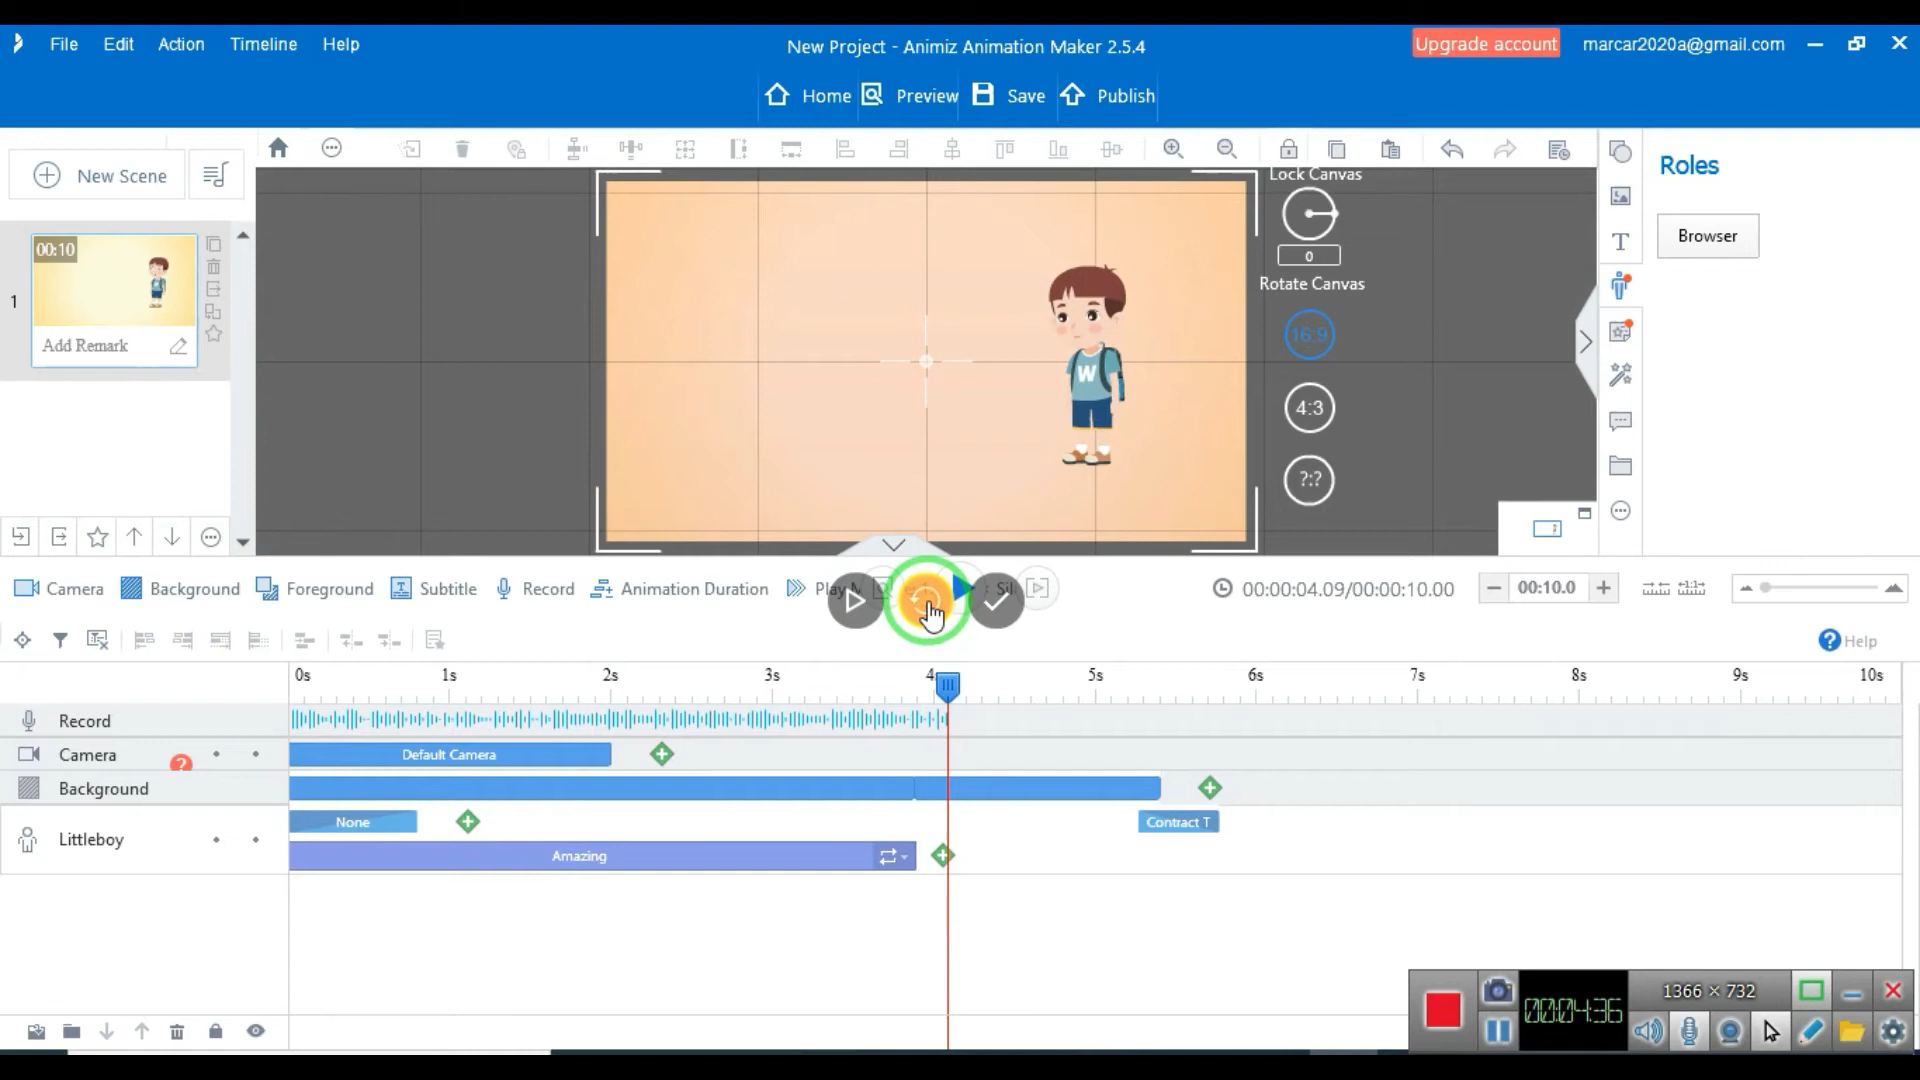 File Edit Action Timeline Help
New Project - Animiz Animation Maker 2.5.4
Upgrade account marcar2020a@gmail.com
Home Preview Save Publish
New Scene
Lock Canvas
0
Rotate Canvas
16:9
4:3
?:?
Roles
Browser
1
00:10
Add Remark
W
Camera Background Foreground Subtitle Record Animation Duration
00:00:04.09/00:00:10.00 00:10.0
Help
0s 1s 2s 3s 5s 6s 7s 8s 9s 10s
Record
Camera ? Default Camera
Background
None Contract T
Littleboy
Amazing
1366 × 732
00:04:36